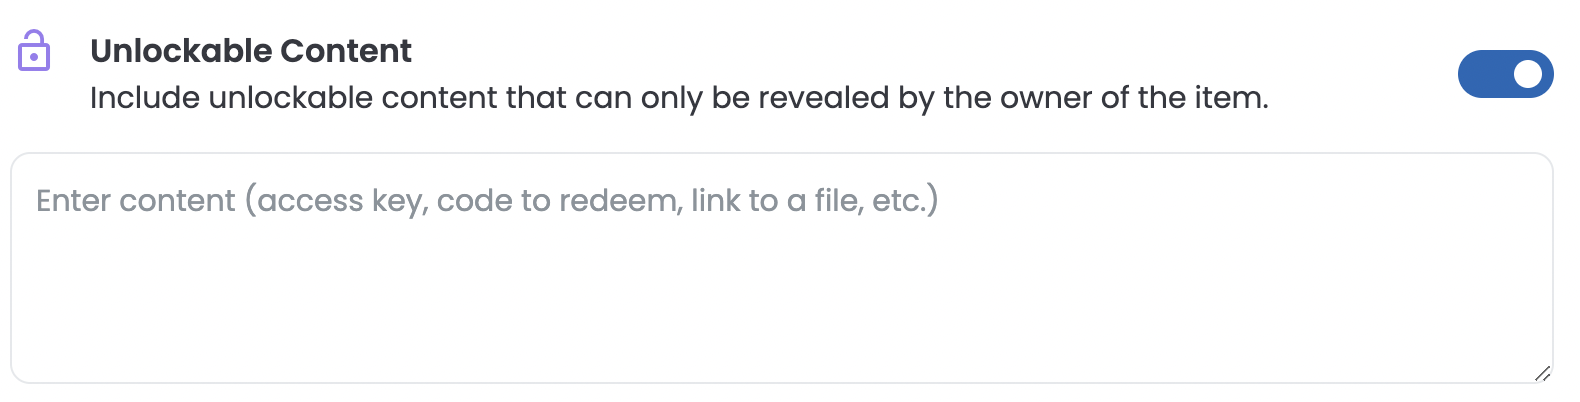 Unlockable Content
Include unlockable content that can only be revealed by the owner of the item.
Enter content (access key, code to redeem, link to a file, etc.)